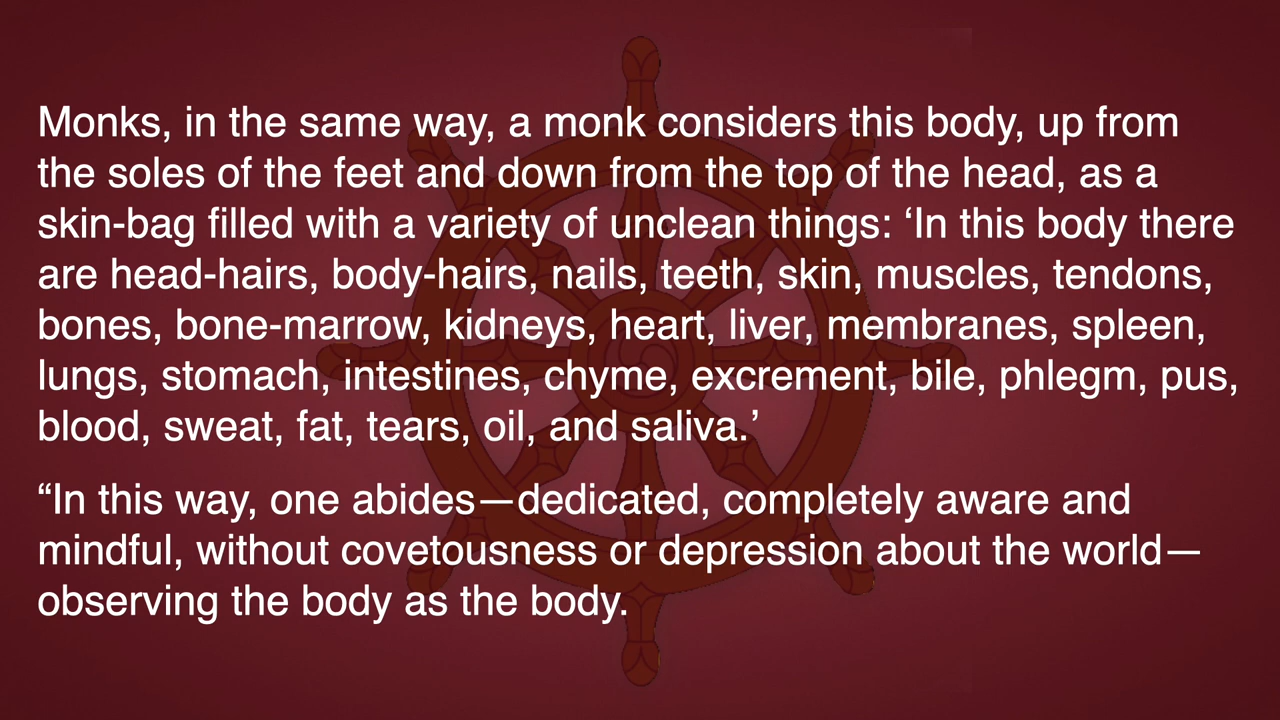 Monks, in the same way, a monk considers this body, up from
the soles of the feet and down from the top of the head, as a
skin-bag filled with a variety of unclean things: ‘In this body there
are head-hairs, body-hairs, nails, teeth, skin, muscles, tendons,
bones, bone-marrow, kidneys, heart, liver, membranes, spleen,
lungs, stomach, intestines, chyme, excrement, bile, phlegm, pus,
blood, sweat, fat, tears, oil, and saliva.’
“In this way, one abides—dedicated, completely aware and
mindful, without covetousness or depression about the world—
observing the body as the body.